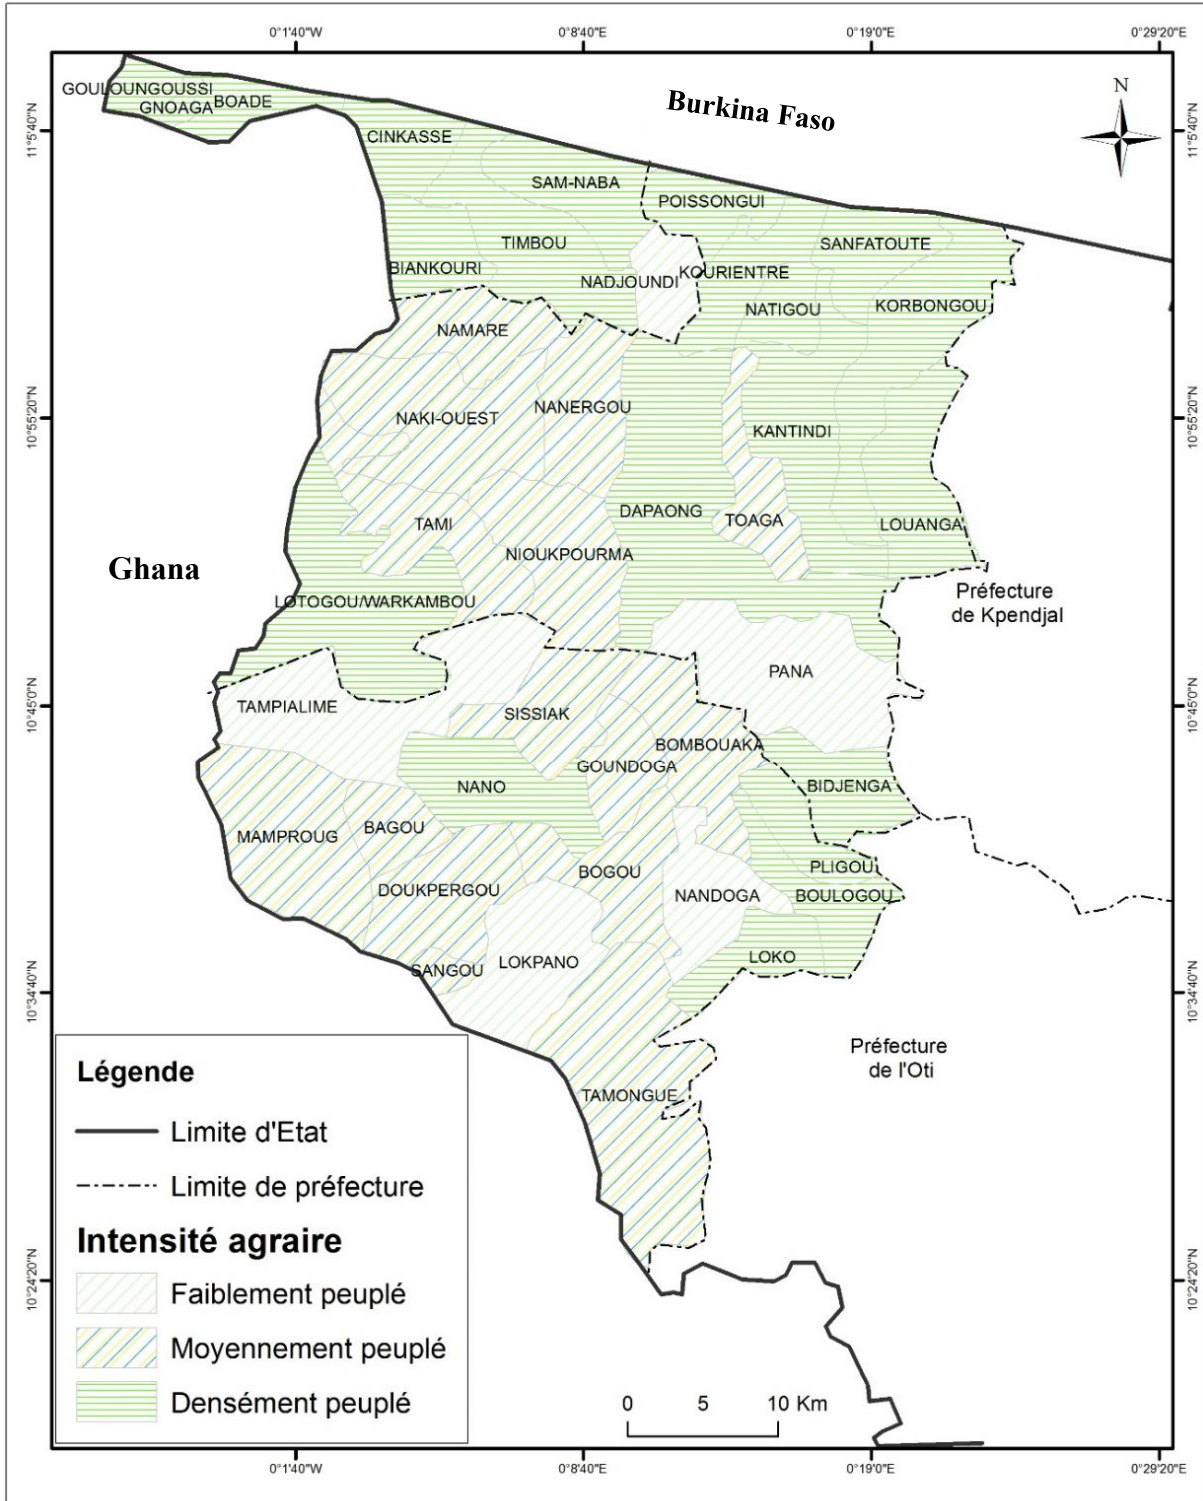 0°1'40"W
0°8'40"E
0°19'0"E
0°29'20"E
11°5'40"N
11°5'40"N
N
Burkina Faso
GOULOUNGOUSSI
GNOAGA
BOADE
CINKASSE
SAM-NABA
POISSONGUI
TIMBOU
SANFATOUTE
BIANKOURI
NADJOUNDI
KOURIENTRE
NATIGOU
KORBONGOU
NAMARE
10°55'20"N
10°55'20"N
NAKI-OUEST
NANERGOU
KANTINDI
DAPAONG
TAMI
TOAGA
LOUANGA
NIOUKPOURMA
Ghana
LOTOGOU/WARKAMBOU
Préfecture
de Kpendjal
PANA
10°45'0"N
10°45'0"N
TAMPIALIME
SISSIAK
BOMBOUAKA
GOUNDOGA
NANO
BIDJENGA
MAMPROUG
BAGOU
BOGOU
PLIGOU
DOUKPERGOU
NANDOGA
BOULOGOU
SANGOU
LOKPANO
LOKO
10°34'40"N
10°34'40"N
Préfecture
de l'Oti
TAMONGUE
Légende
Limite d'Etat
Limite de préfecture
Intensité agraire
Faiblement peuplé
Moyennement peuplé
Densément peuplé
10°24'20"N
10°24'20"N
0 5 10 Km
0°1'40"W
0°8'40"E
0°19'0"E
0°29'20"E